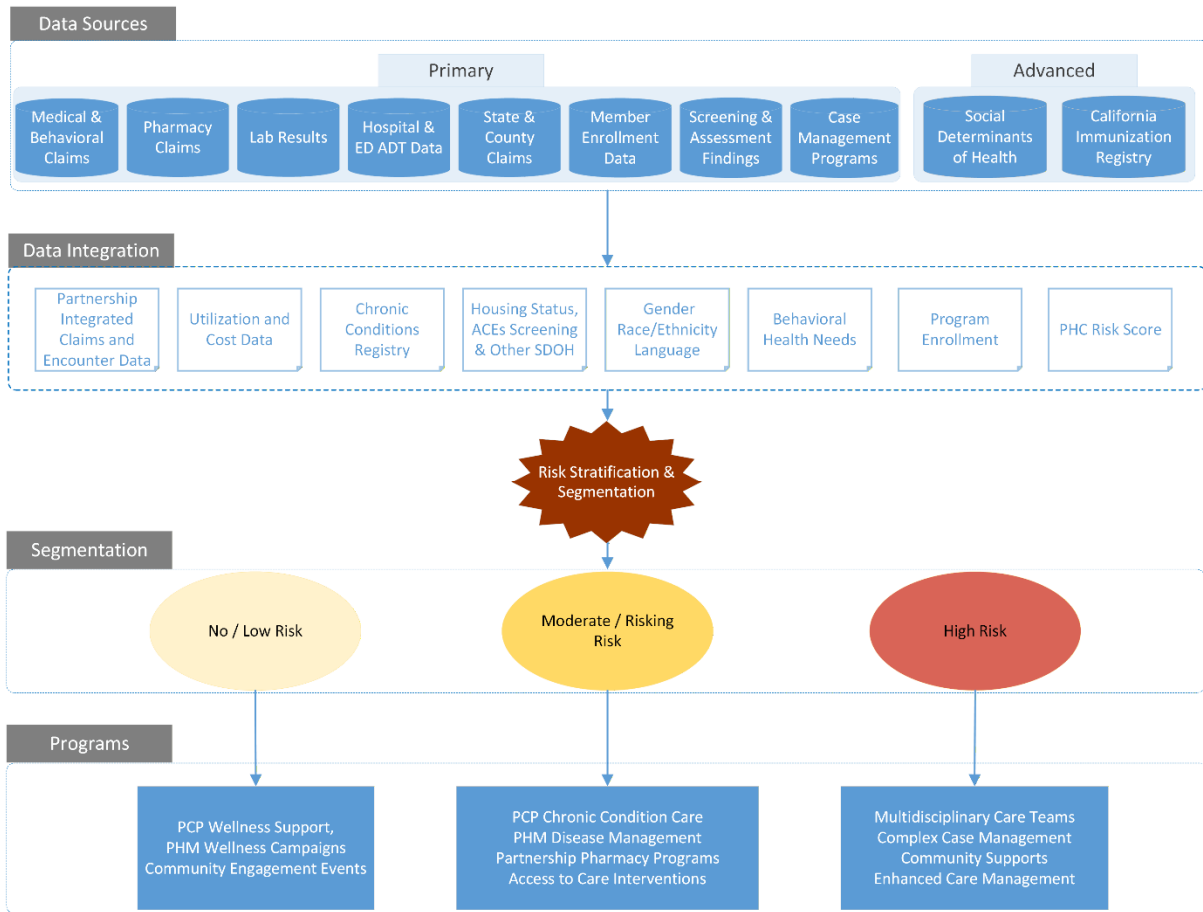 Data Sources
Primary
Advanced
Medical &
Behavioral
Claims
Pharmacy
Claims
Lab Results
Hospital &
ED ADT Data
State &
County
Claims
Member
Enrollment
Data
Screening &
Assessment
Findings
Case
Management
Programs
Social
Determinants
of Health
California
Immunization
Registry
Data Integration
Partnership
Integrated
Claims and
Encounter Data
Utilization and
Cost Data
Chronic
Conditions
Registry
Housing Status,
ACEs Screening
& Other SDOH
Gender
Race/Ethnicity
Language
Behavioral
Health Needs
Program
Enrollment
PHC Risk Score
Risk Stratification &
Segmentation
Segmentation
No / Low Risk
Moderate / Risking
Risk
High Risk
Programs
PCP Wellness Support,
PHM Wellness Campaigns
Community Engagement Events
PCP Chronic Condition Care
PHM Disease Management
Partnership Pharmacy Programs
Access to Care Interventions
Multidisciplinary Care Teams
Complex Case Management
Community Supports
Enhanced Care Management